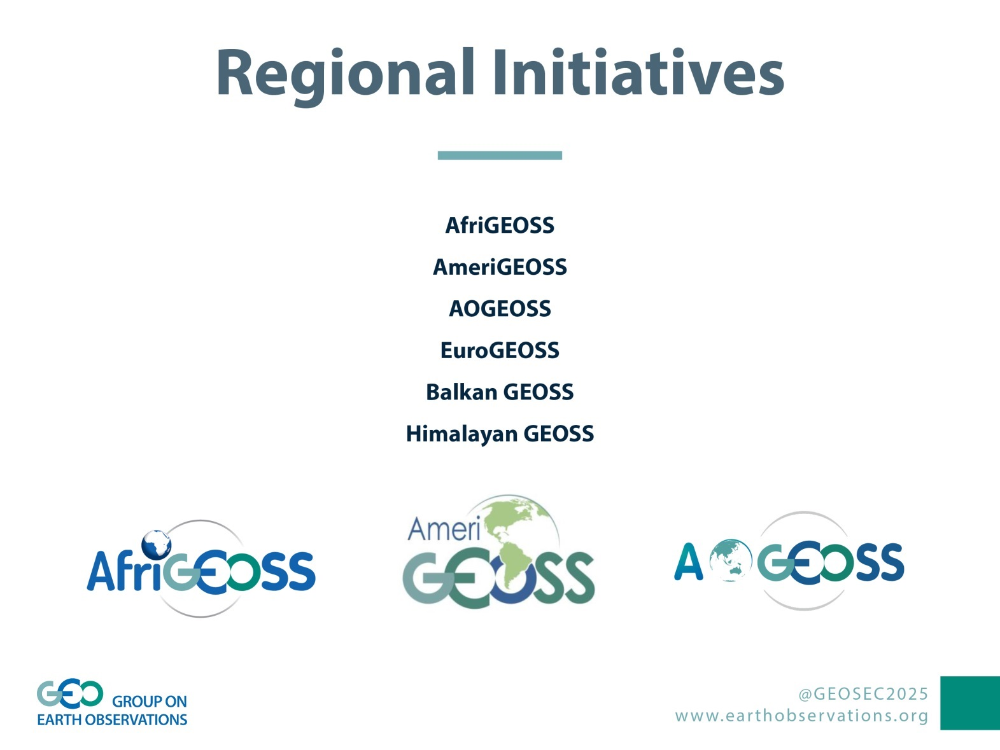 Regional Initiatives
AfriGEOSS
AmeriGEOSS
AOGEOSS
EuroGEOSS
Balkan GEOSS
Himalayan GEOSS
AfriGEOSS
Ameri
GEOSS
A GEOSS
GEO GROUP ON
EARTH OBSERVATIONS
@GEOSEC2025
www.earthobservations.org